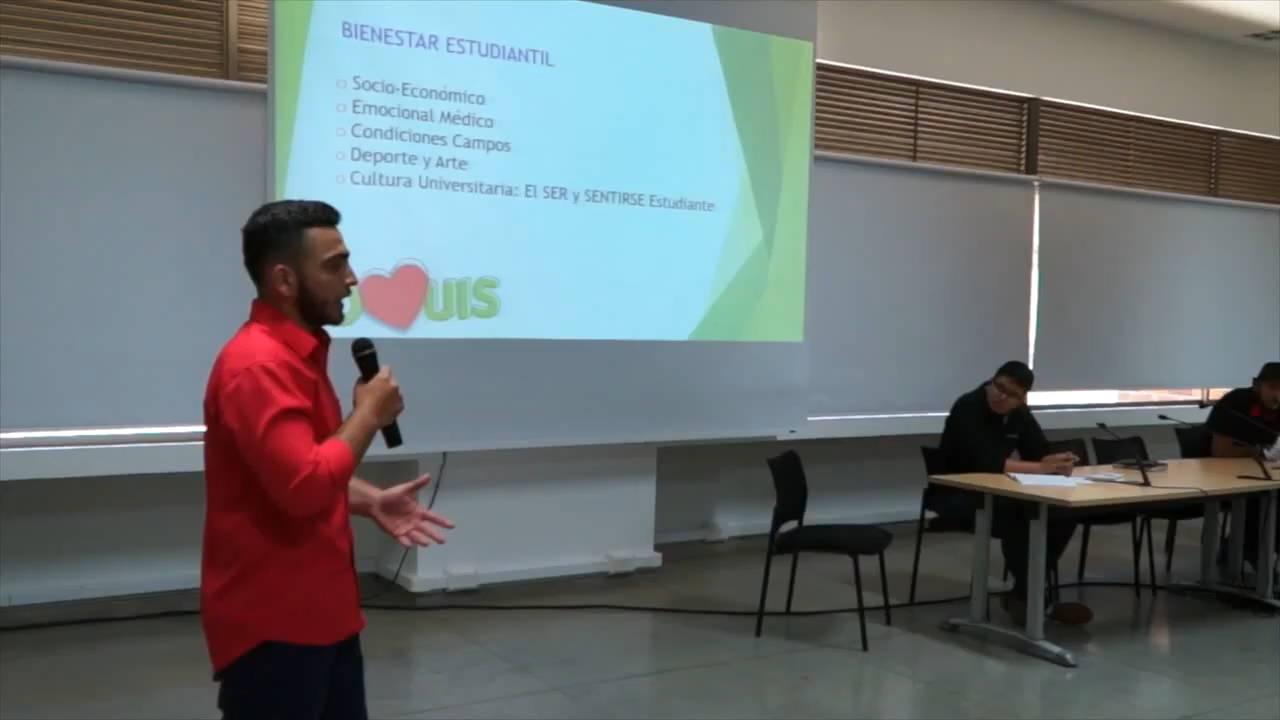 BIENESTAR ESTUDIANTIL
Socio-Económico
Emocional Médico
Condiciones Campos
Deporte y Arte
Cultura Universitaria: El SER y SENTIRSE Estudiante
UIS